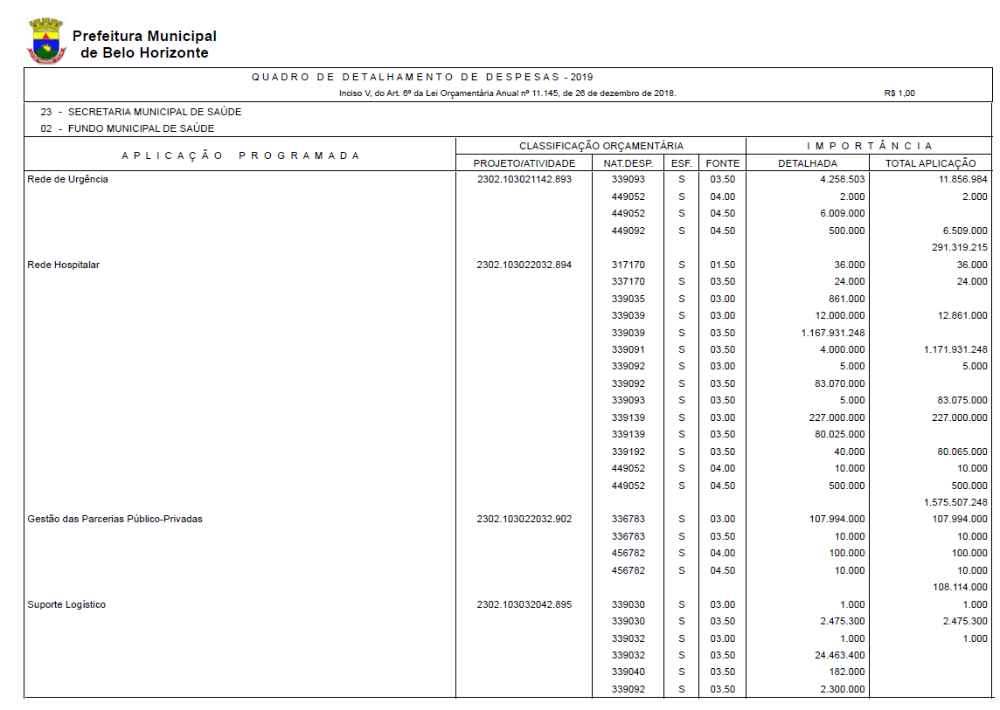 Prefeitura Municipal
de Belo Horizonte
QUADRO DE DETALHAMENTO DE DESPESAS - 2019
Inciso V, do Art. 6º da Lei Orçamentária Anual nº 11.145, de 26 de dezembro de 2018. R$ 1,00
23 - SECRETARIA MUNICIPAL DE SAÚDE
02 - FUNDO MUNICIPAL DE SAÚDE
APLICAÇÃO PROGRAMADA CLASSIFICAÇÃO ORÇAMENTÁRIA IMPORTÂNCIA
PROJETO/ATIVIDADE NAT.DESP. ESF. FONTE DETALHADA TOTAL APLICAÇÃO
Rede de Urgência 2302.103021142.893 339093 S 03.50 4.258.503 11.856.984
449052 S 04.00 2.000 2.000
449052 S 04.50 6.009.000
449092 S 04.50 500.000 6.509.000
291.319.215
Rede Hospitalar 2302.103022032.894 317170 S 01.50 36.000 36.000
337170 S 03.50 24.000 24.000
339035 S 03.00 861.000
339039 S 03.00 12.000.000 12.861.000
339039 S 03.50 1.167.931.248
339091 S 03.50 4.000.000 1.171.931.248
339092 S 03.00 5.000 5.000
339092 S 03.50 83.070.000
339093 S 03.50 5.000 83.075.000
339139 S 03.00 227.000.000 227.000.000
339139 S 03.50 80.025.000
339192 S 03.50 40.000 80.065.000
449052 S 04.00 10.000 10.000
449052 S 04.50 500.000 500.000
1.575.507.248
Gestão das Parcerias Público-Privadas 2302.103022032.902 336783 S 03.00 107.994.000 107.994.000
336783 S 03.50 10.000 10.000
456782 S 04.00 100.000 100.000
456782 S 04.50 10.000 10.000
108.114.000
Suporte Logístico 2302.103032042.895 339030 S 03.00 1.000 1.000
339030 S 03.50 2.475.300 2.475.300
339032 S 03.00 1.000 1.000
339032 S 03.50 24.463.400
339040 S 03.50 182.000
339092 S 03.50 2.300.000